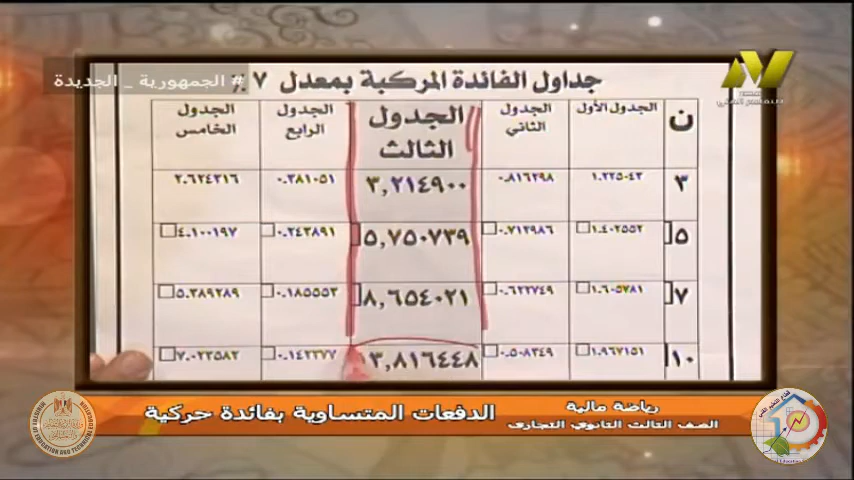 # الجمهورية _ الجديدة
جداول الفائدة المركبة بمعدل ٧٪
مصر
ن
الجدول الأول
الجدول الثاني
الجدول الثالث
الجدول الرابع
الجدول الخامس
٣
١.٢٢٥٠٤٣
٠.٨١٦٢٩٨
٣,٢١٤٩٠٠
٠.٣٨١٠٥١
٢.٦٢٤٣١٦
٥
١.٤٠٢٥٥٢
٠.٧١٢٩٨٦
٥,٧٥٠٧٣٩
٠.٢٤٣٨٩١
٤.١٠٠١٩٧
٧
١.٦٠٥٧٨١
٠.٦٢٢٧٤٩
٨,٦٥٤٠٢١
٠.١٨٥٥٥٣
٥.٣٨٩٢٨٩
١٠
١.٩٦٧١٥١
٠.٥٠٨٣٤٩
١٣,٨١٦٤٤٨
٠.١٤٢٣٧٧
٧.٠٢٣٥٨٢
رياضة مالية
الصف الثالث الثانوي التجاري
الدفعات المتساوية بفائدة حركية